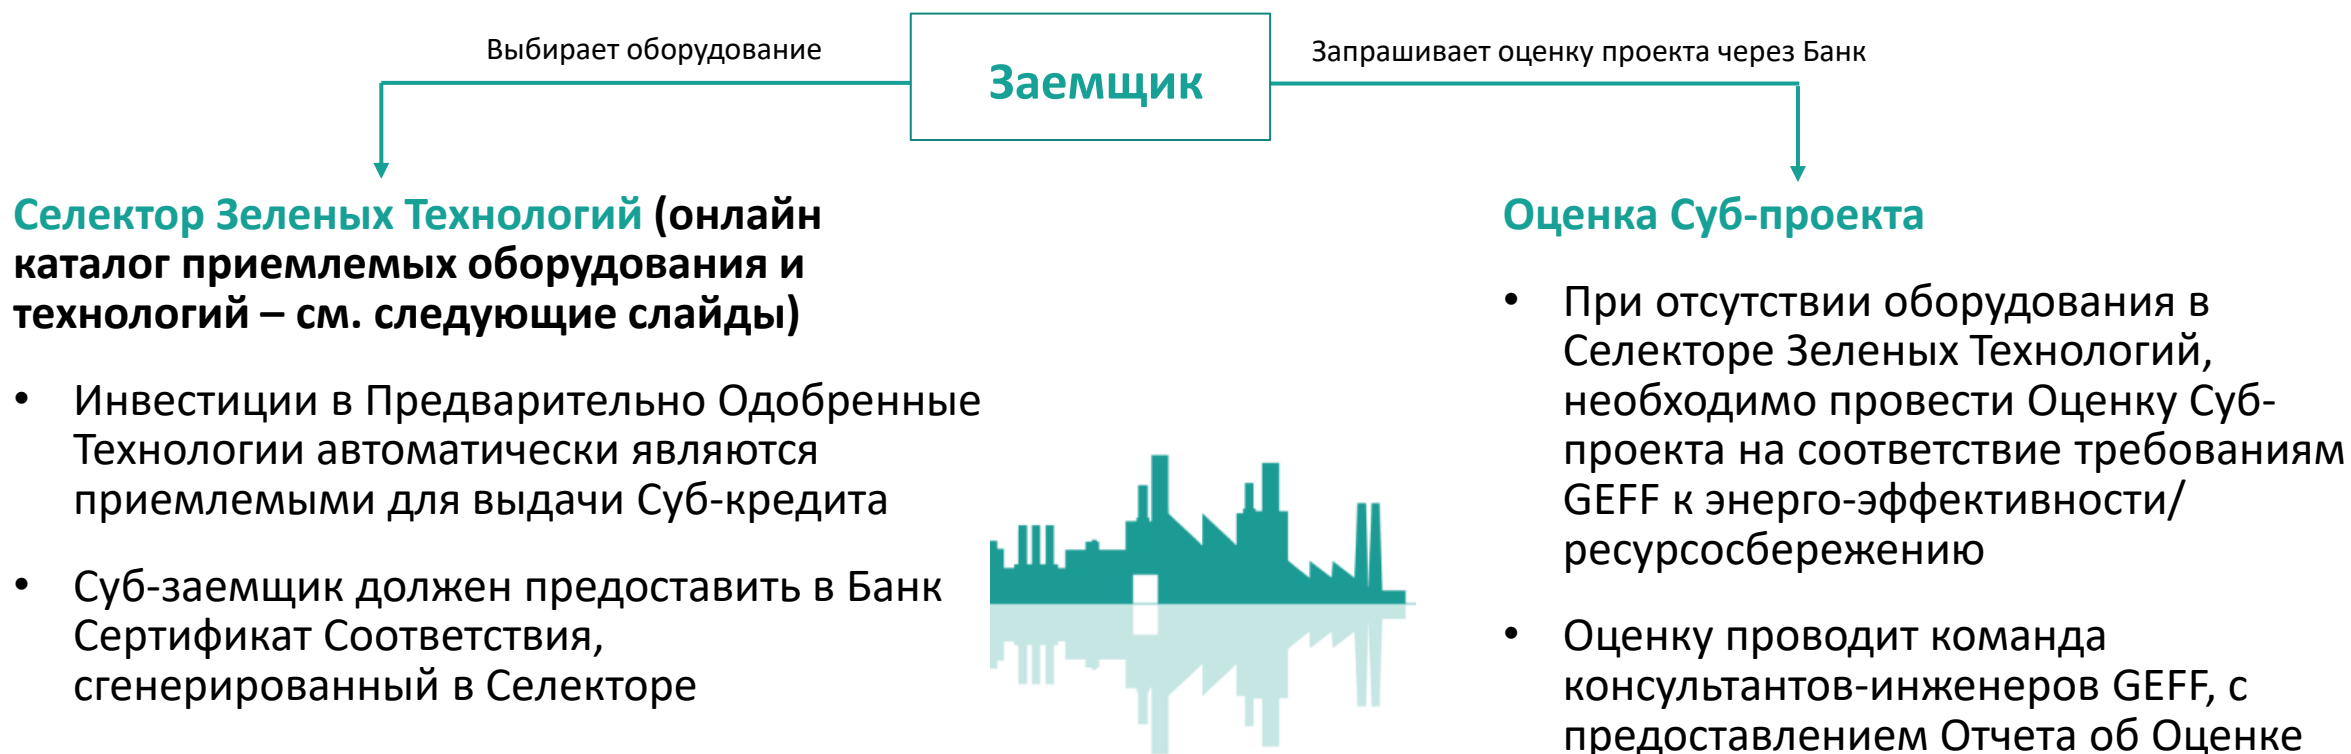 Выбирает оборудование
Заемщик
Запрашивает оценку проекта через Банк
Селектор Зеленых Технологий (онлайн
каталог приемлемых оборудования и
технологий – см. следующие слайды)
• Инвестиции в Предварительно Одобренные
Технологии автоматически являются
приемлемыми для выдачи Суб-кредита
• Суб-заемщик должен предоставить в Банк
Сертификат Соответствия,
сгенерированный в Селекторе
Оценка Суб-проекта
• При отсутствии оборудования в
Селекторе Зеленых Технологий,
необходимо провести Оценку Суб-
проекта на соответствие требованиям
GEFF к энерго-эффективности/
ресурсосбережению
• Оценку проводит команда
консультантов-инженеров GEFF, с
предоставлением Отчета об Оценке